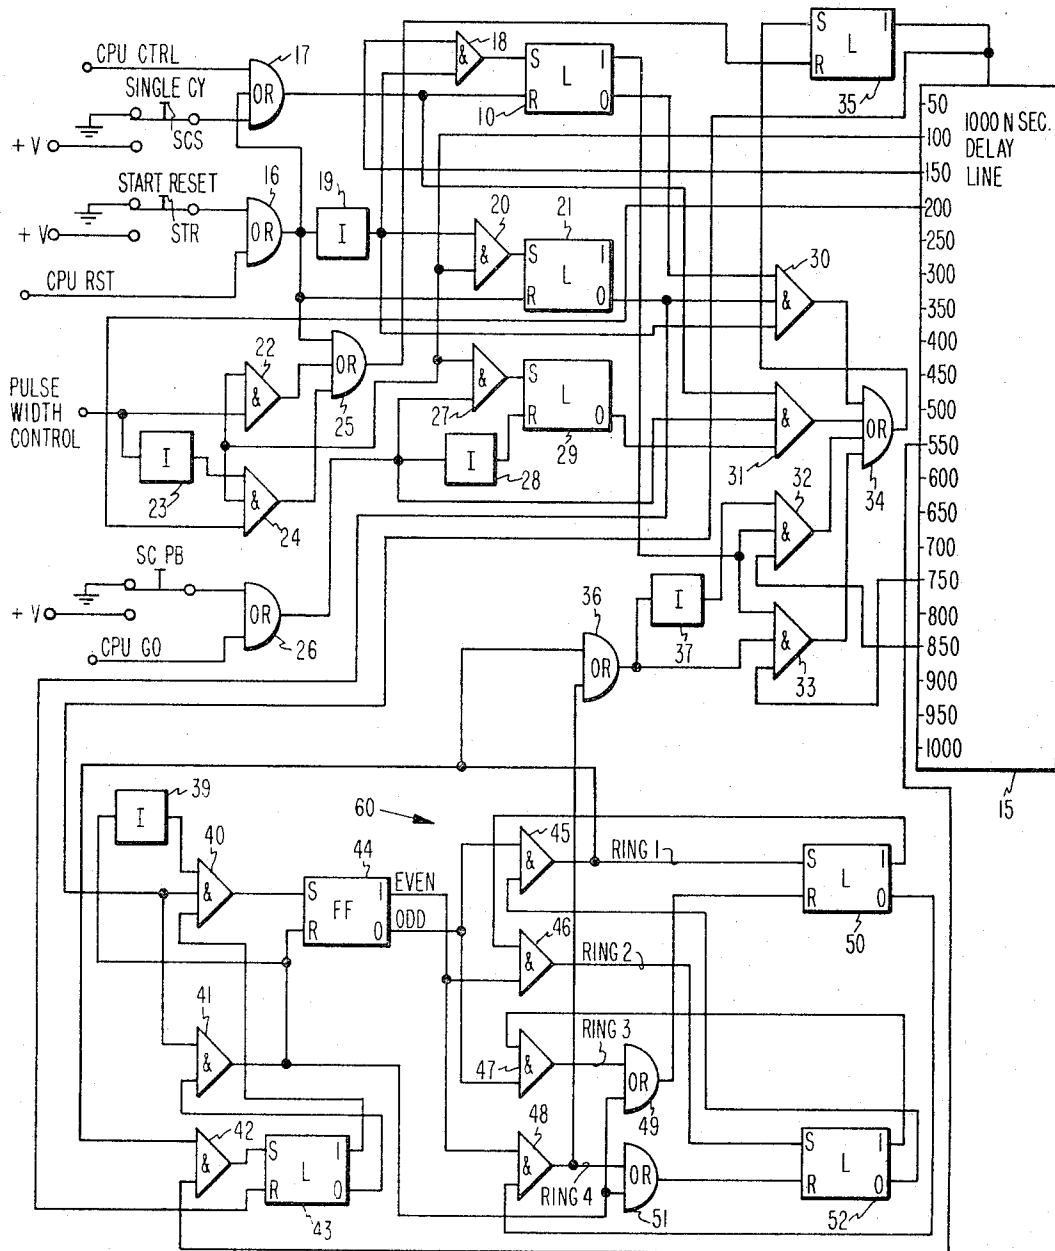 17
CPU CTRL
OR
SINGLE CY
+V
SCS
START RESET
16
OR
+V
STR
CPU RST
19
I
18
&
S 1
L
R 0
10
20
&
21
S 1
L
R 0
S 1
L
R
35
50
100
150
200
250
300
350
400
450
500
550
600
650
700
750
800
850
900
950
1000
1000 N SEC.
DELAY
LINE
15
30
&
PULSE
WIDTH
CONTROL
22
&
I
23
&
24
OR
25
27
&
S
L
R 0
29
I
28
&
31
OR
34
32
&
SC PB
+V
OR
26
CPU GO
36
OR
I
37
&
33
39
I
40
&
60
44
S 1
FF
R 0
EVEN
ODD
45
&
RING 1
S 1
L
R 0
50
46
&
RING 2
41
&
47
&
RING 3
OR
49
42
&
S 1
L
R 0
43
48
&
RING 4
OR
51
S 1
L
R 0
52